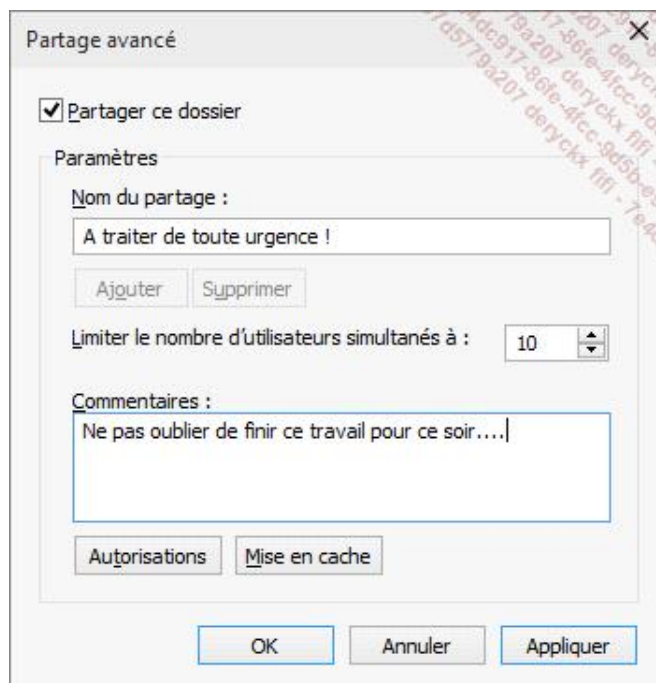 Partage avancé
Partager ce dossier
Paramètres
Nom du partage :
A traiter de toute urgence !
Ajouter Supprimer
Limiter le nombre d'utilisateurs simultanés à : 10
Commentaires :
Ne pas oublier de finir ce travail pour ce soir....
Autorisations Mise en cache
OK Annuler Appliquer